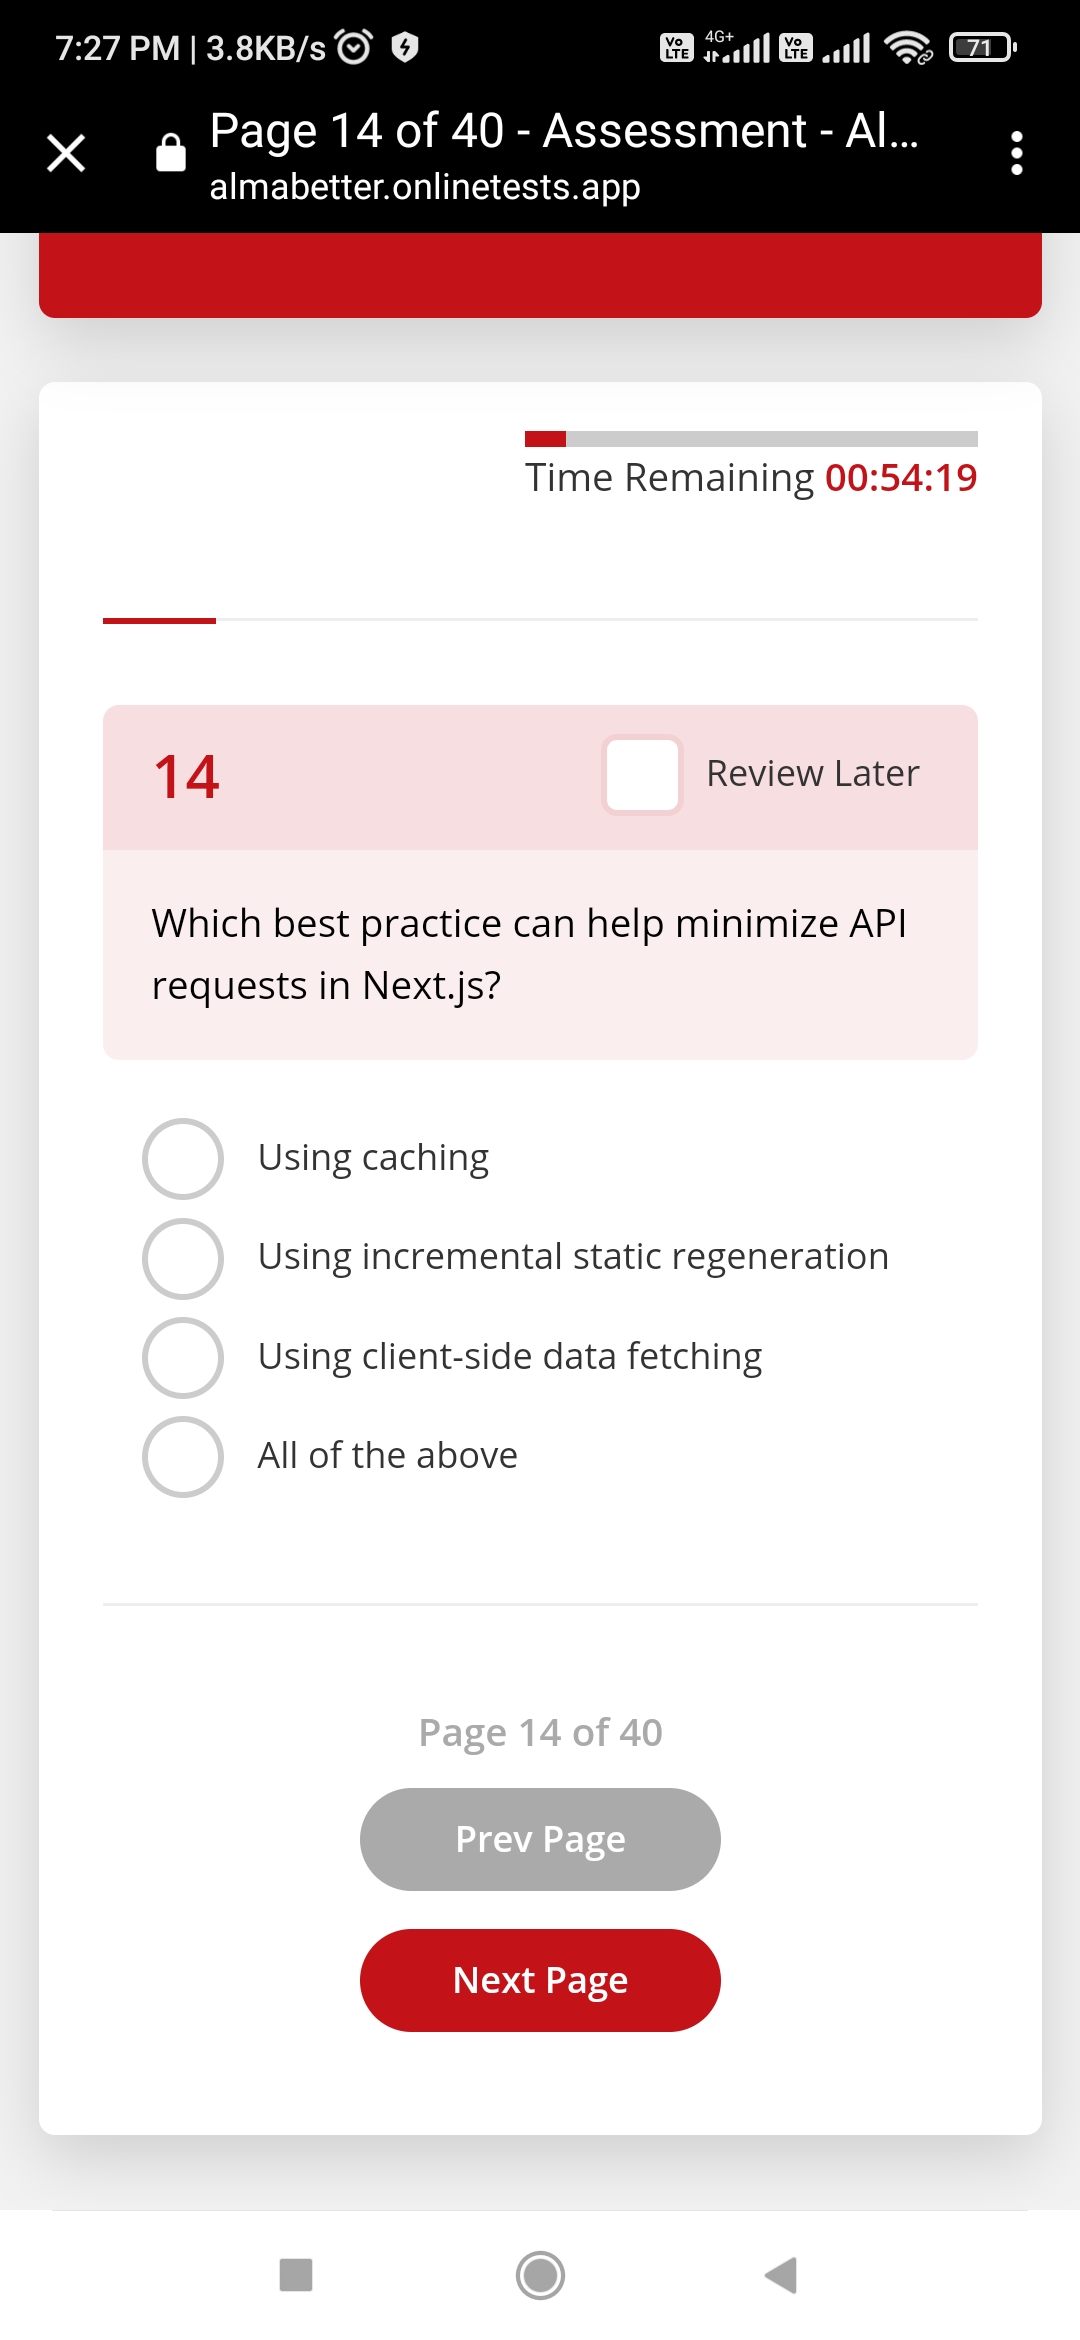 7:27 PM | 3.8KB/s
Vo LTE 4G+ Vo LTE 71
Page 14 of 40 - Assessment - Al...
almabetter.onlinetests.app
Time Remaining 00:54:19
14 Review Later
Which best practice can help minimize API
requests in Next.js?
Using caching
Using incremental static regeneration
Using client-side data fetching
All of the above
Page 14 of 40
Prev Page
Next Page